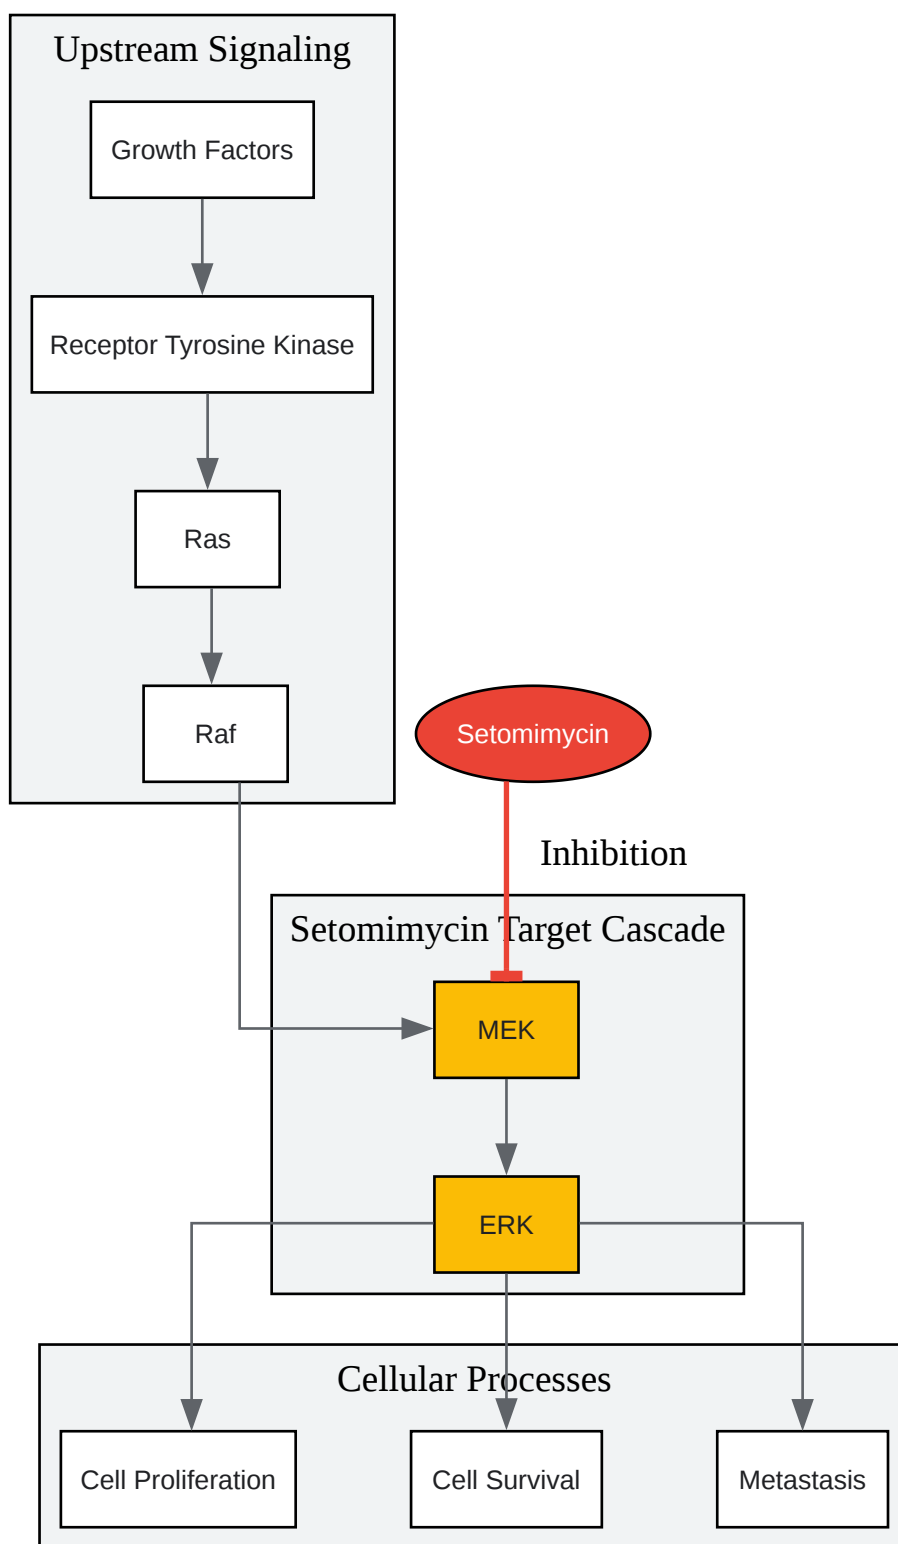 Upstream Signaling
Growth Factors
Receptor Tyrosine Kinase
Ras
Raf
Setomimycin
Inhibition
Setomimycin Target Cascade
MEK
ERK
Cellular Processes
Cell Proliferation
Cell Survival
Metastasis